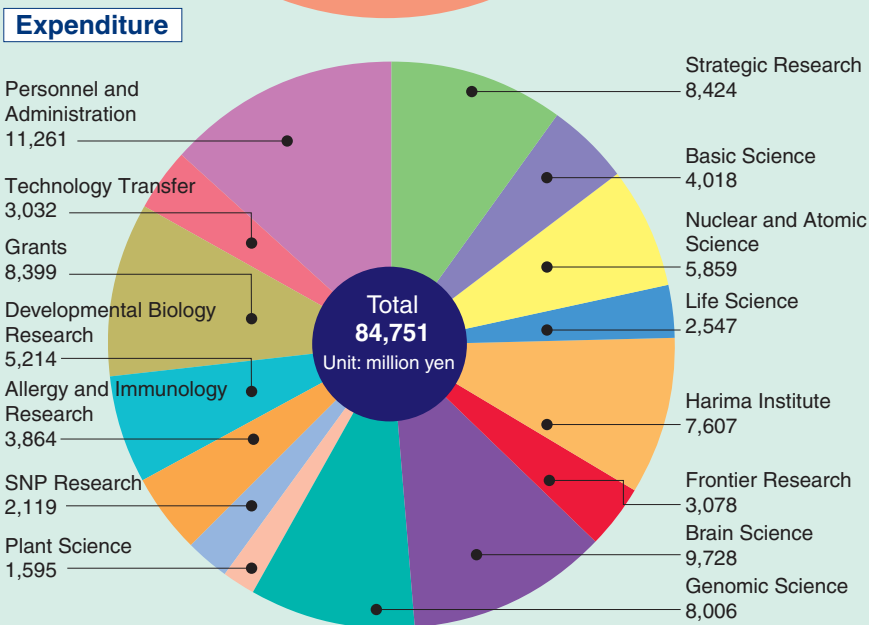 Expenditure
Personnel and
Administration
11,261
Technology Transfer
3,032
Grants
8,399
Developmental Biology
Research
5,214
Allergy and Immunology
Research
3,864
SNP Research
2,119
Plant Science
1,595
Total
84,751
Unit: million yen
Strategic Research
8,424
Basic Science
4,018
Nuclear and Atomic
Science
5,859
Life Science
2,547
Harima Institute
7,607
Frontier Research
3,078
Brain Science
9,728
Genomic Science
8,006